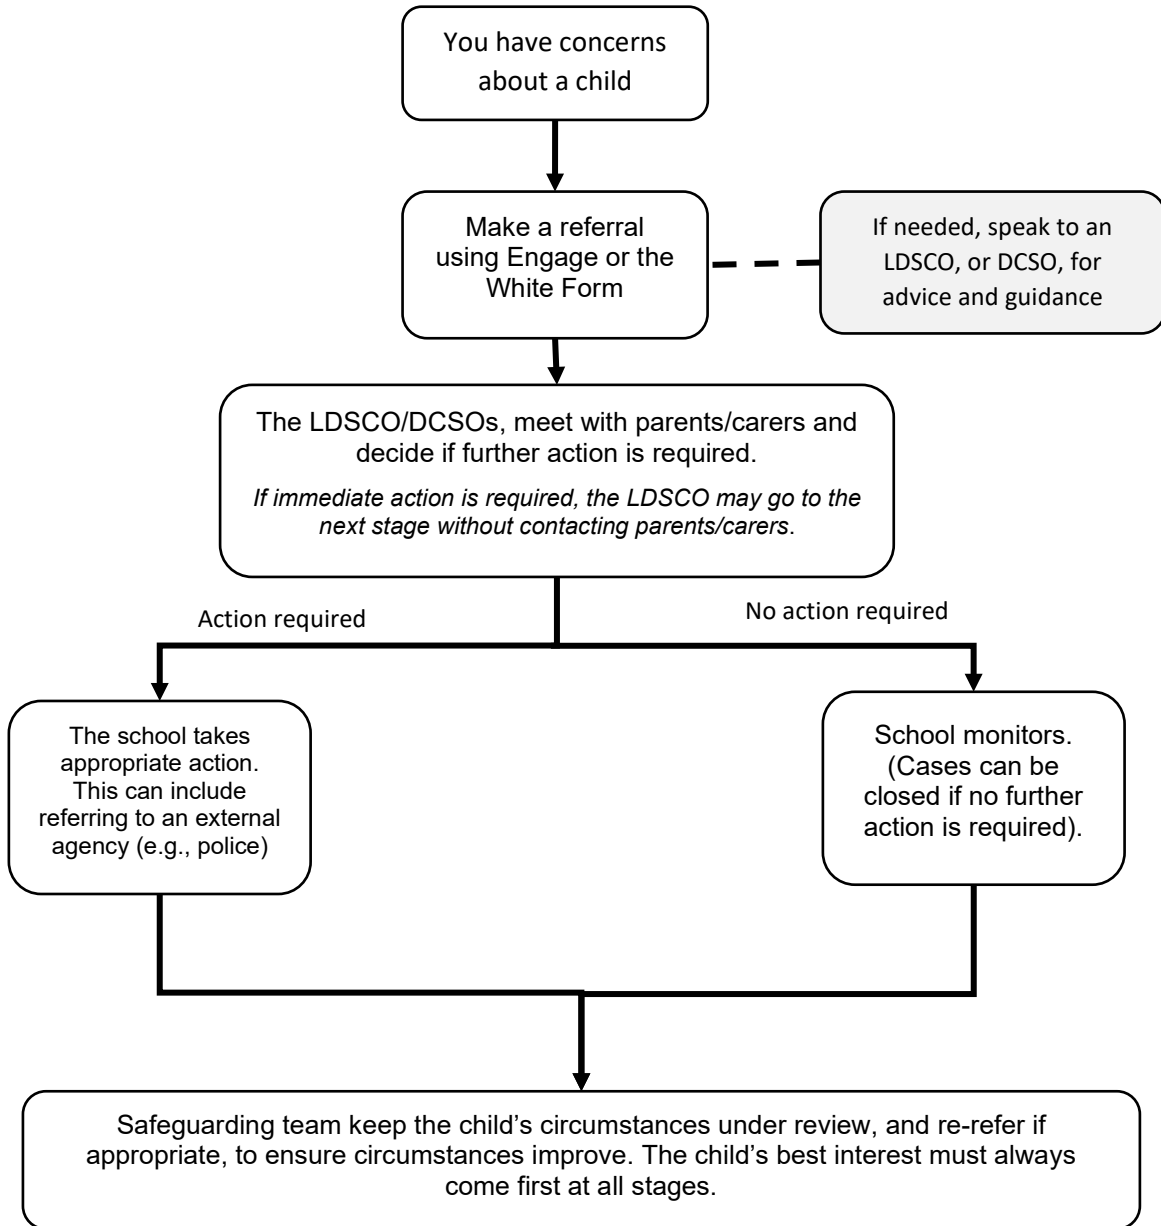 You have concerns
about a child
Make a referral
using Engage or the
White Form
If needed, speak to an
LDSCO, or DCSO, for
advice and guidance
The LDSCO/DCSOs, meet with parents/carers and
decide if further action is required.
If immediate action is required, the LDSCO may go to the
next stage without contacting parents/carers.
Action required
No action required
The school takes
appropriate action.
This can include
referring to an external
agency (e.g., police)
School monitors.
(Cases can be
closed if no further
action is required).
Safeguarding team keep the child’s circumstances under review, and re-refer if
appropriate, to ensure circumstances improve. The child’s best interest must always
come first at all stages.